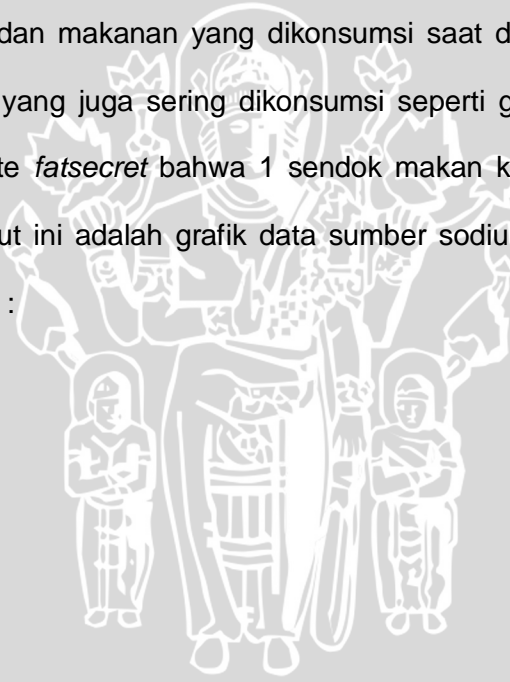 dan makanan yang dikonsumsi saat d
yang juga sering dikonsumsi seperti g
te fatsecret bahwa 1 sendok makan k
ut ini adalah grafik data sumber sodiu
: